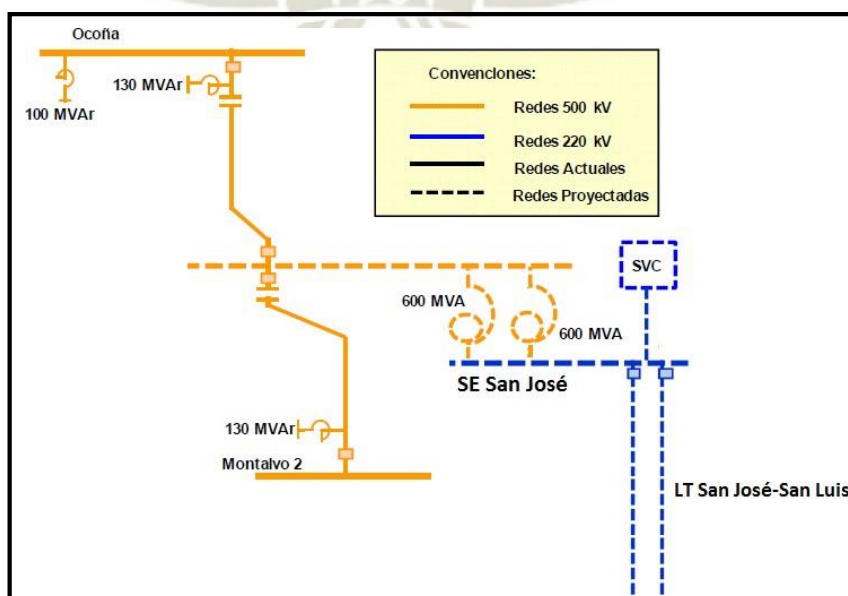 Ocoña
130 MVAr
100 MVAr
Convenciones:
Redes 500 kV
Redes 220 kV
Redes Actuales
Redes Proyectadas
SVC
600 MVA
600 MVA
SE San José
130 MVAr
Montalvo 2
LT San José-San Luis